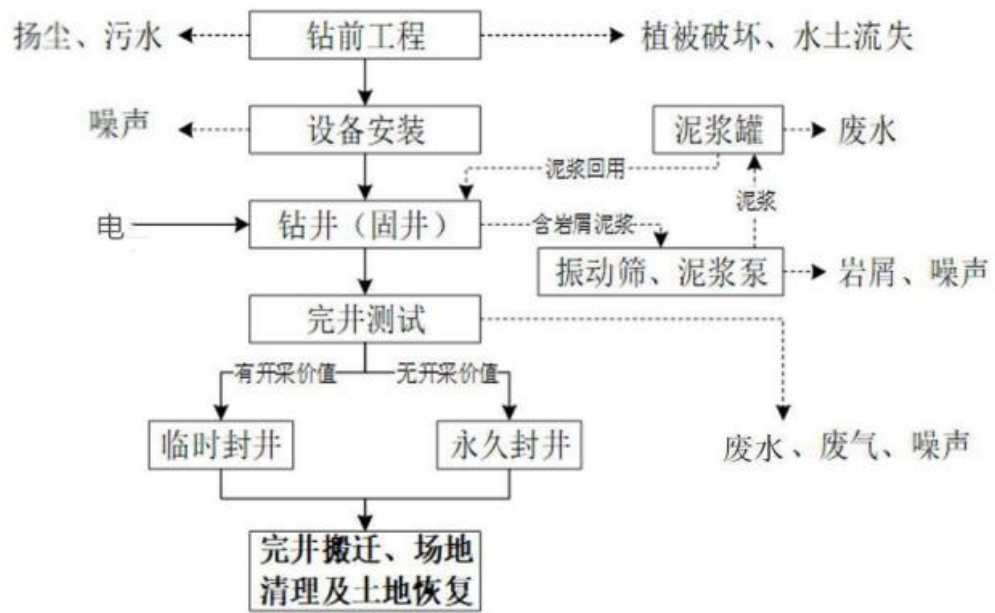 扬尘、污水
钻前工程
植被破坏、水土流失
噪声
设备安装
泥浆罐
废水
泥浆回用
泥浆
电
钻井（固井）
含岩屑泥浆
振动筛、泥浆泵
岩屑、噪声
完井测试
有开采价值
无开采价值
临时封井
永久封井
废水、废气、噪声
完井搬迁、场地
清理及土地恢复